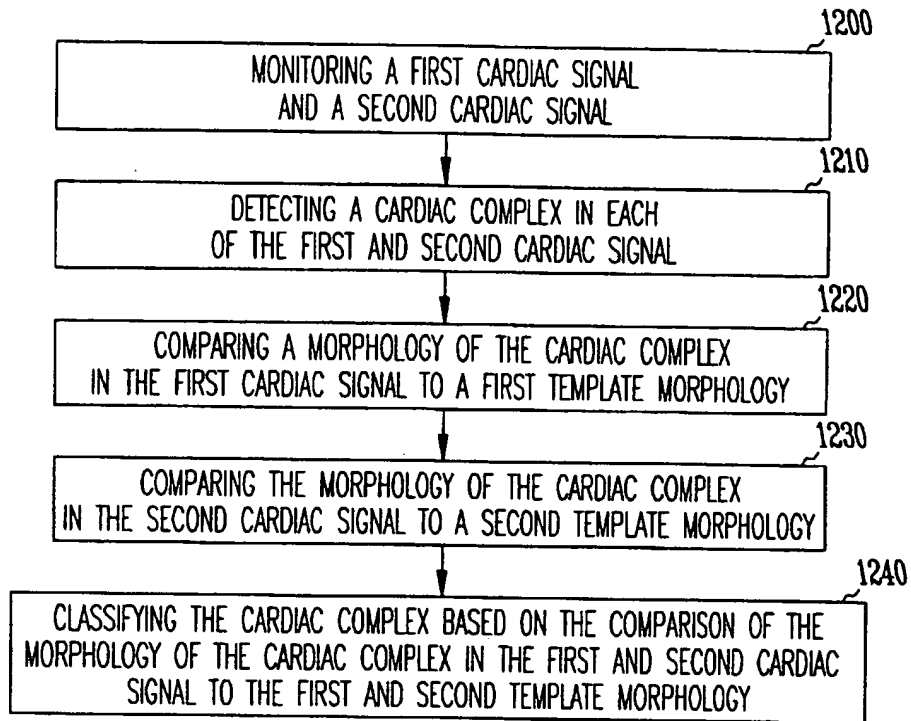 1200
MONITORING A FIRST CARDIAC SIGNAL
AND A SECOND CARDIAC SIGNAL
1210
DETECTING A CARDIAC COMPLEX IN EACH
OF THE FIRST AND SECOND CARDIAC SIGNAL
1220
COMPARING A MORPHOLOGY OF THE CARDIAC COMPLEX
IN THE FIRST CARDIAC SIGNAL TO A FIRST TEMPLATE MORPHOLOGY
1230
COMPARING THE MORPHOLOGY OF THE CARDIAC COMPLEX
IN THE SECOND CARDIAC SIGNAL TO A SECOND TEMPLATE MORPHOLOGY
1240
CLASSIFYING THE CARDIAC COMPLEX BASED ON THE COMPARISON OF THE
MORPHOLOGY OF THE CARDIAC COMPLEX IN THE FIRST AND SECOND CARDIAC
SIGNAL TO THE FIRST AND SECOND TEMPLATE MORPHOLOGY